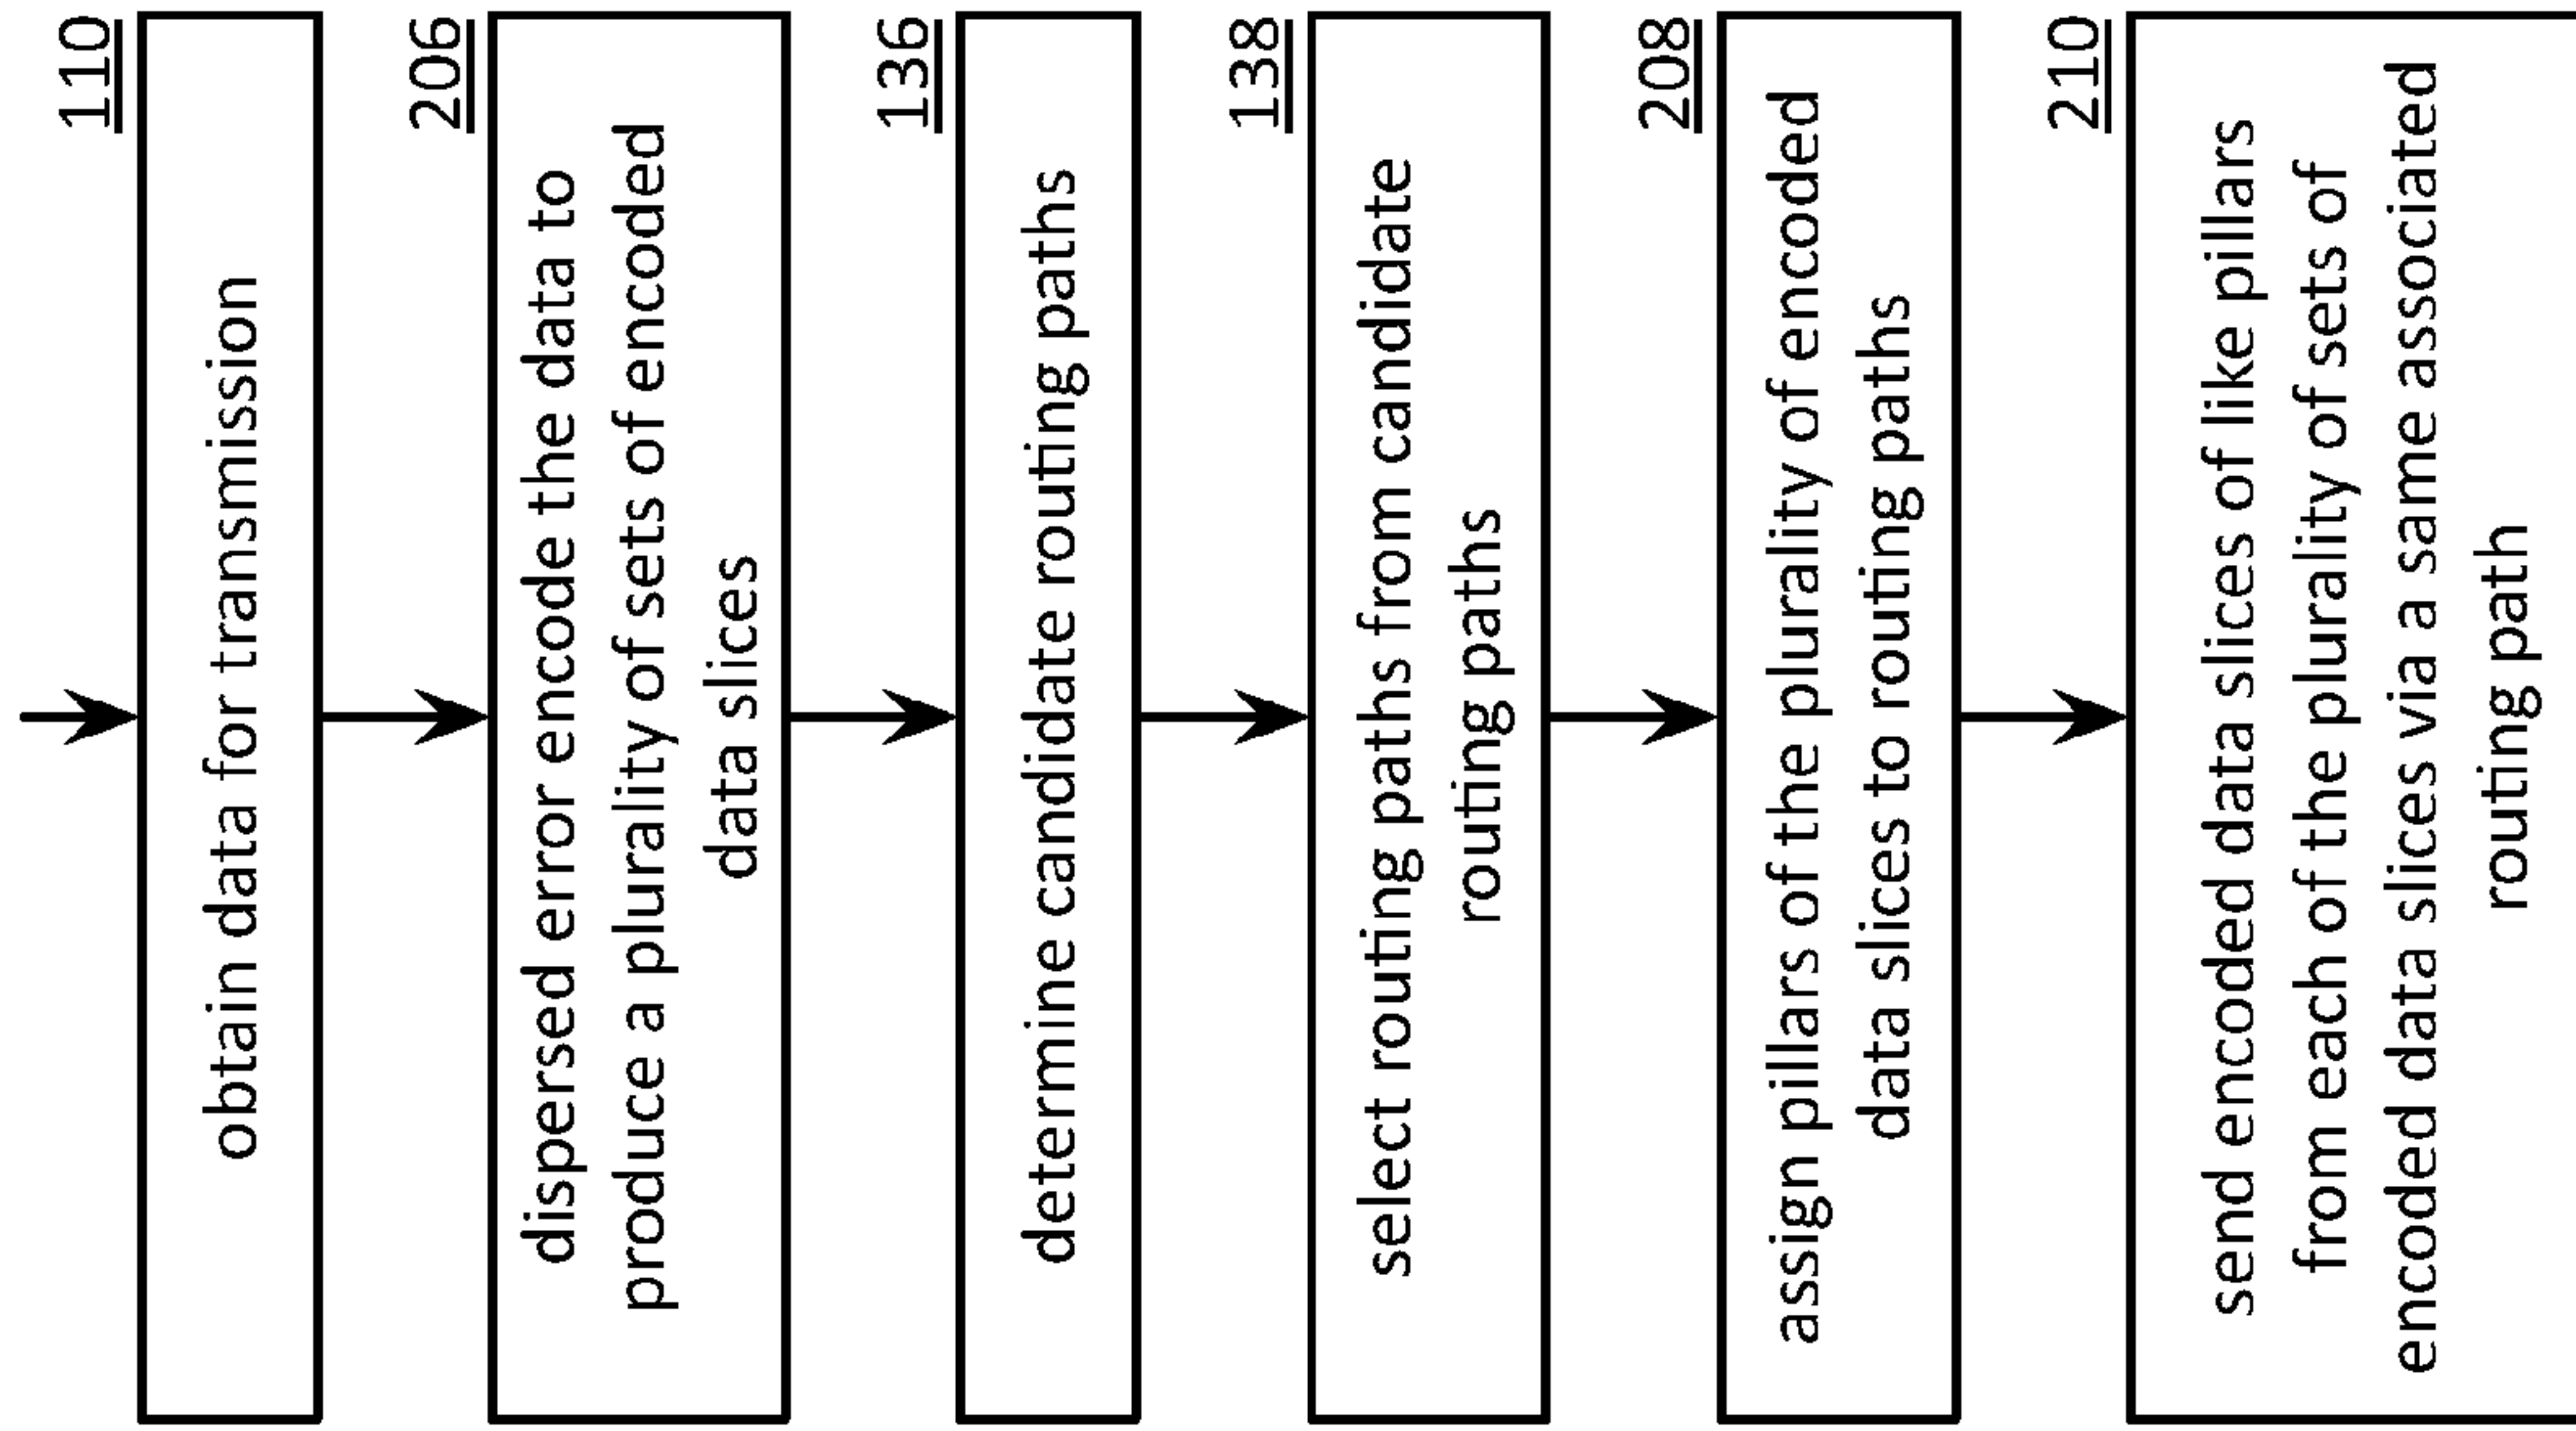 110
obtain data for transmission
206
dispersed error encode the data to
produce a plurality of sets of encoded
data slices
136
determine candidate routing paths
138
select routing paths from candidate
routing paths
208
assign pillars of the plurality of encoded
data slices to routing paths
210
send encoded data slices of like pillars
from each of the plurality of sets of
encoded data slices via a same associated
routing path